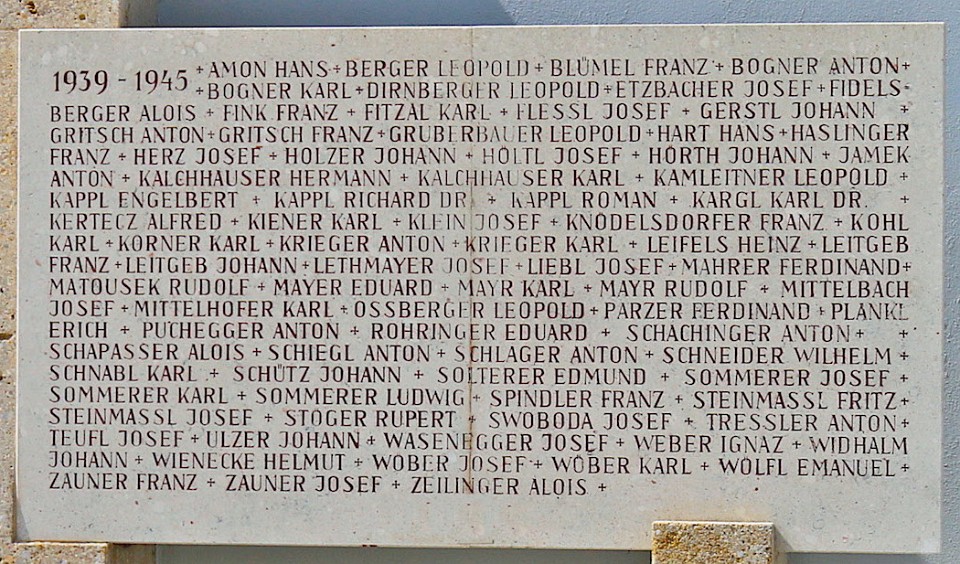 1939 - 1945 +AMON HANS+BERGER LEOPOLD+BLÜMEL FRANZ+BOGNER ANTON+
+BOGNER KARL+DIRNBERGER LEOPOLD+ETZBACHER JOSEF+FIDELS-
BERGER ALOIS + FINK FRANZ + FITZAL KARL + FLESSL JOSEF + GERSTL JOHANN +
GRITSCH ANTON+GRITSCH FRANZ+GRUBERBAUER LEOPOLD+HART HANS+HASLINGER
FRANZ + HERZ JOSEF + HOLZER JOHANN + HÖLTL JOSEF + HÖRTH JOHANN + JAMEK
ANTON + KALCHHAUSER HERMANN + KALCHHAUSER KARL + KAMLEITNER LEOPOLD +
KAPPL ENGELBERT + KAPPL RICHARD DR. + KAPPL ROMAN + KARGL KARL DR. +
KERTECZ ALFRED + KIENER KARL + KLEIN JOSEF + KNÖDELSDORFER FRANZ + KOHL
KARL + KÖRNER KARL + KRIEGER ANTON + KRIEGER KARL + LEIFELS HEINZ + LEITGEB
FRANZ+LEITGEB JOHANN+LETHMAYER JOSEF+LIEBL JOSEF+MAHRER FERDINAND+
MATOUSEK RUDOLF + MAYER EDUARD + MAYR KARL + MAYR RUDOLF + MITTELBACH
JOSEF + MITTELHOFER KARL + OSSBERGER LEOPOLD + PARZER FERDINAND + PLANKL
ERICH + PUCHEGGER ANTON + ROHRINGER EDUARD + SCHACHINGER ANTON + +
SCHAPASSER ALOIS + SCHIEGL ANTON + SCHLAGER ANTON + SCHNEIDER WILHELM +
SCHNABL KARL + SCHÜTZ JOHANN + SOLTERER EDMUND + SOMMERER JOSEF +
SOMMERER KARL + SOMMERER LUDWIG + SPINDLER FRANZ + STEINMASSL FRITZ+
STEINMASSL JOSEF + STÖGER RUPERT + SWOBODA JOSEF + TRESSLER ANTON+
TEUFL JOSEF+ULZER JOHANN+ WASENEGGER JOSEF+WEBER IGNAZ+WIDHALM
JOHANN + WIENECKE HELMUT + WÖBER JOSEF + WÖBER KARL + WÖLFL EMANUEL +
ZAUNER FRANZ + ZAUNER JOSEF + ZEILINGER ALOIS +